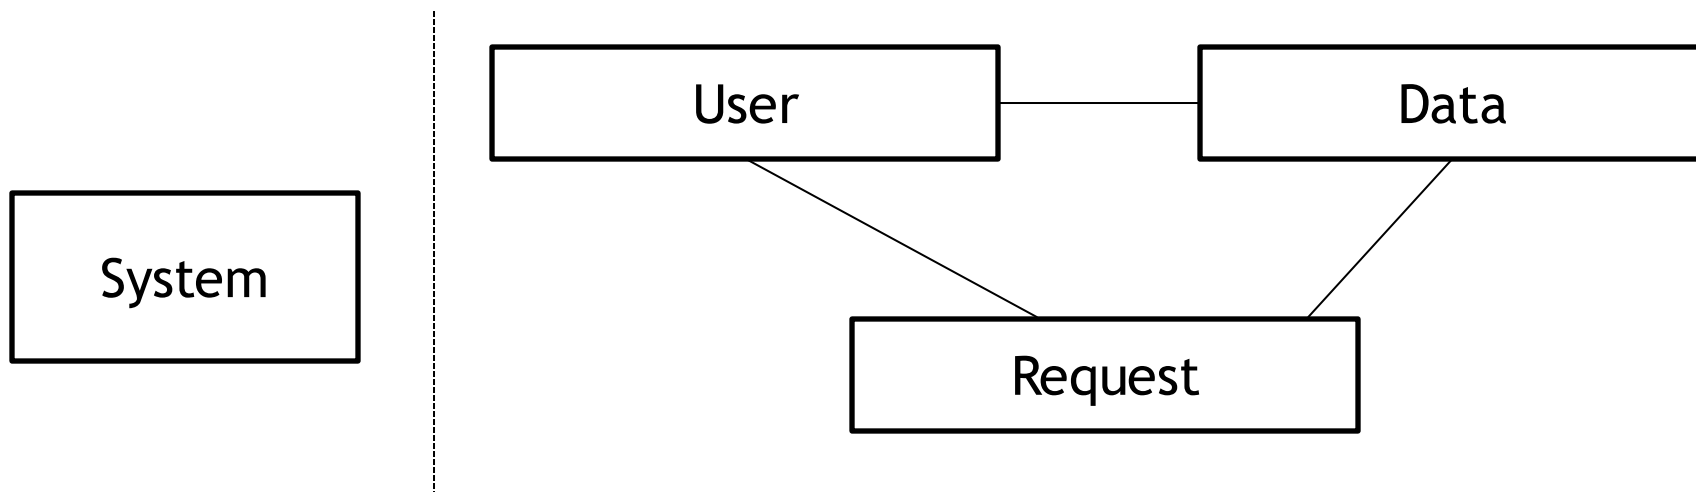 User
Data
System
Request